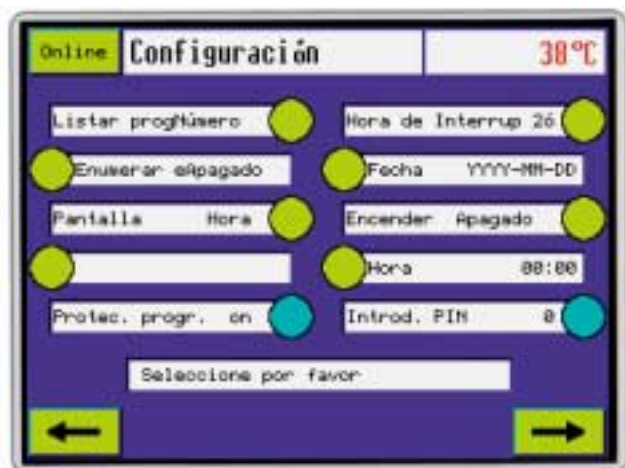 Online Configuración 38°C
Listar progNúmero Hora de Interrup 26
Enumerar eApagado Fecha YYYY-MM-DD
Pantalla Hora Encender Apagado
Hora 00:00
Protec. progr. on Introd. PIN 0
Seleccione por favor